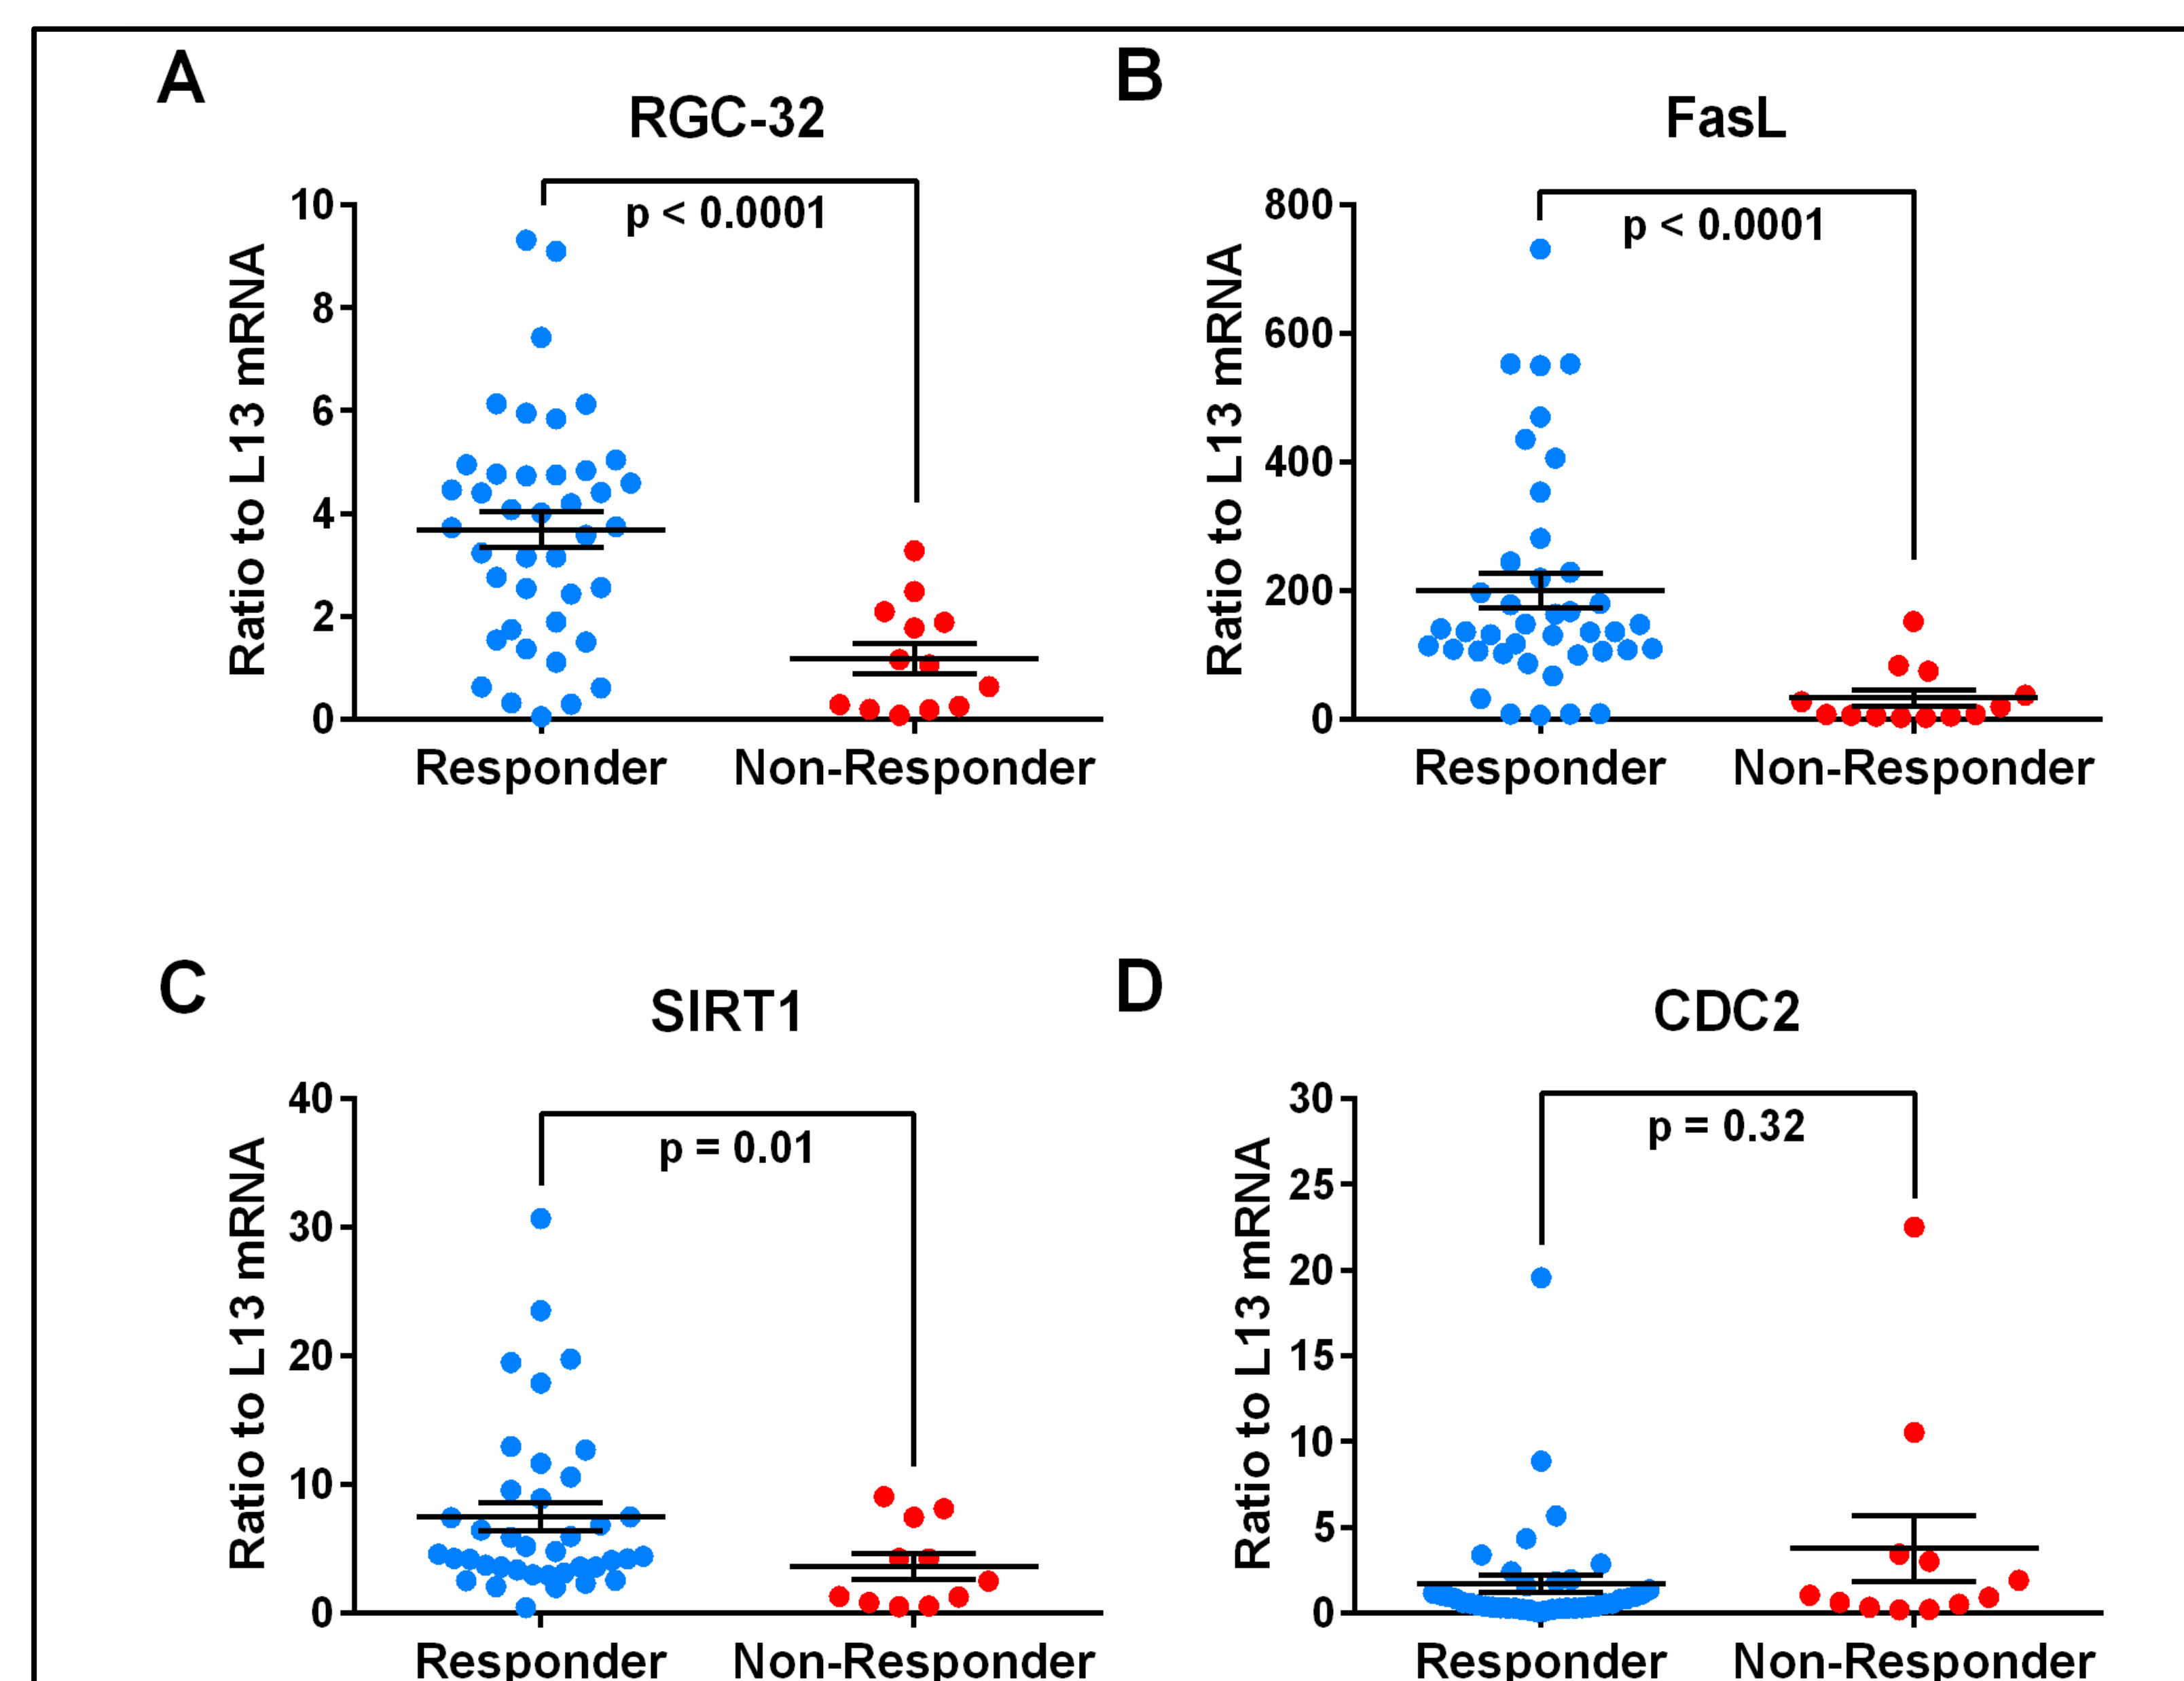 A
RGC-32
p < 0.0001
Ratio to L13 mRNA
10
8
6
4
2
0
Responder
Non-Responder
B
FasL
p < 0.0001
Ratio to L13 mRNA
800
600
400
200
0
Responder
Non-Responder
C
SIRT1
p = 0.01
Ratio to L13 mRNA
40
30
20
10
0
Responder
Non-Responder
D
CDC2
p = 0.32
Ratio to L13 mRNA
30
25
20
15
10
5
0
Responder
Non-Responder